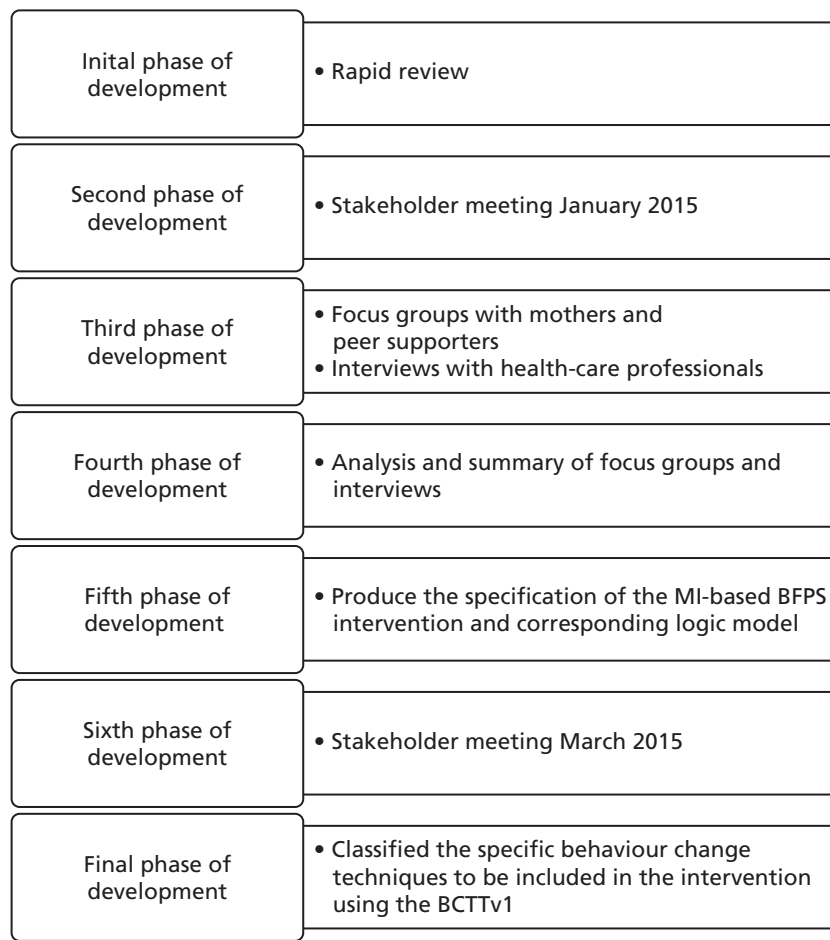 Inital phase of
development
• Rapid review
Second phase of
development
• Stakeholder meeting January 2015
Third phase of
development
• Focus groups with mothers and
peer supporters
• Interviews with health-care professionals
Fourth phase of
development
• Analysis and summary of focus groups and
interviews
Fifth phase of
development
• Produce the specification of the MI-based BFPS
intervention and corresponding logic model
Sixth phase of
development
• Stakeholder meeting March 2015
Final phase of
development
• Classified the specific behaviour change
techniques to be included in the intervention
using the BCTTv1